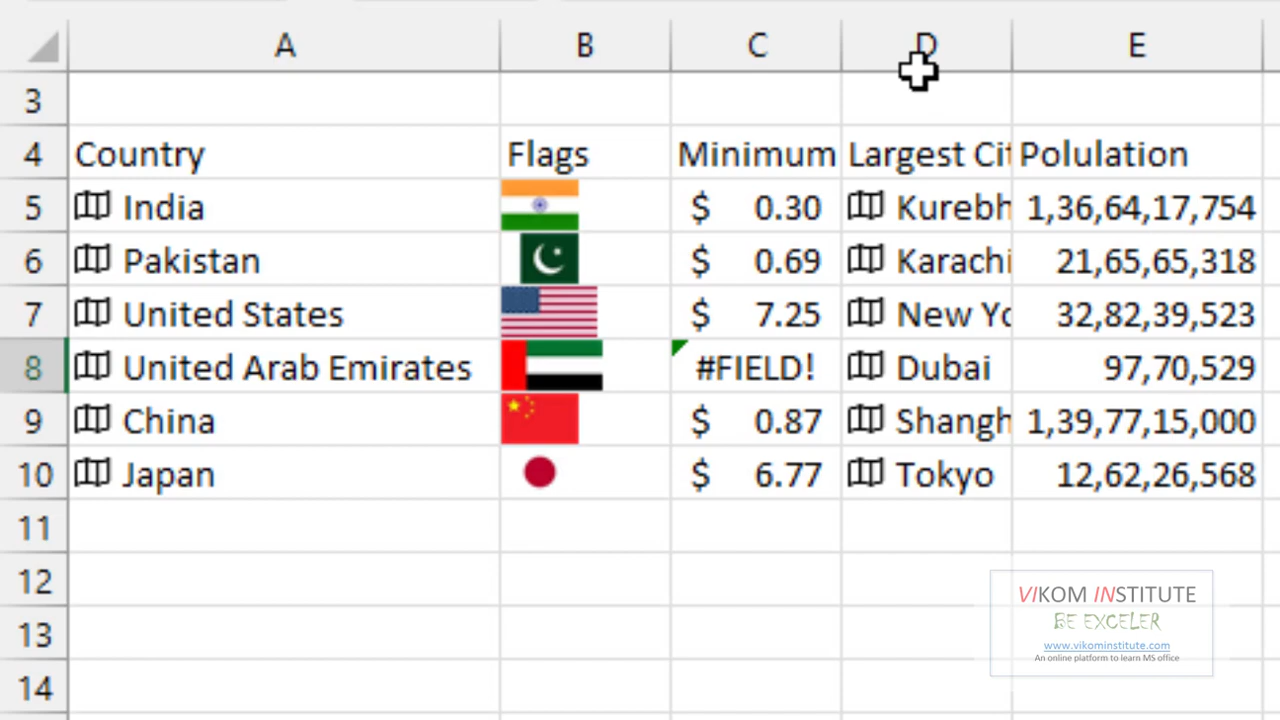 A B C D E
3
4 Country Flags Minimum Largest Cit Polulation
5 India $ 0.30 Kurebh 1,36,64,17,754
6 Pakistan $ 0.69 Karachi 21,65,65,318
7 United States $ 7.25 New Yo 32,82,39,523
8 United Arab Emirates #FIELD! Dubai 97,70,529
9 China $ 0.87 Shangh 1,39,77,15,000
10 Japan $ 6.77 Tokyo 12,62,26,568
11
12
13
14
VIKOM INSTITUTE
BE EXCELER
www.vikominstitute.com
An online platform to learn MS office